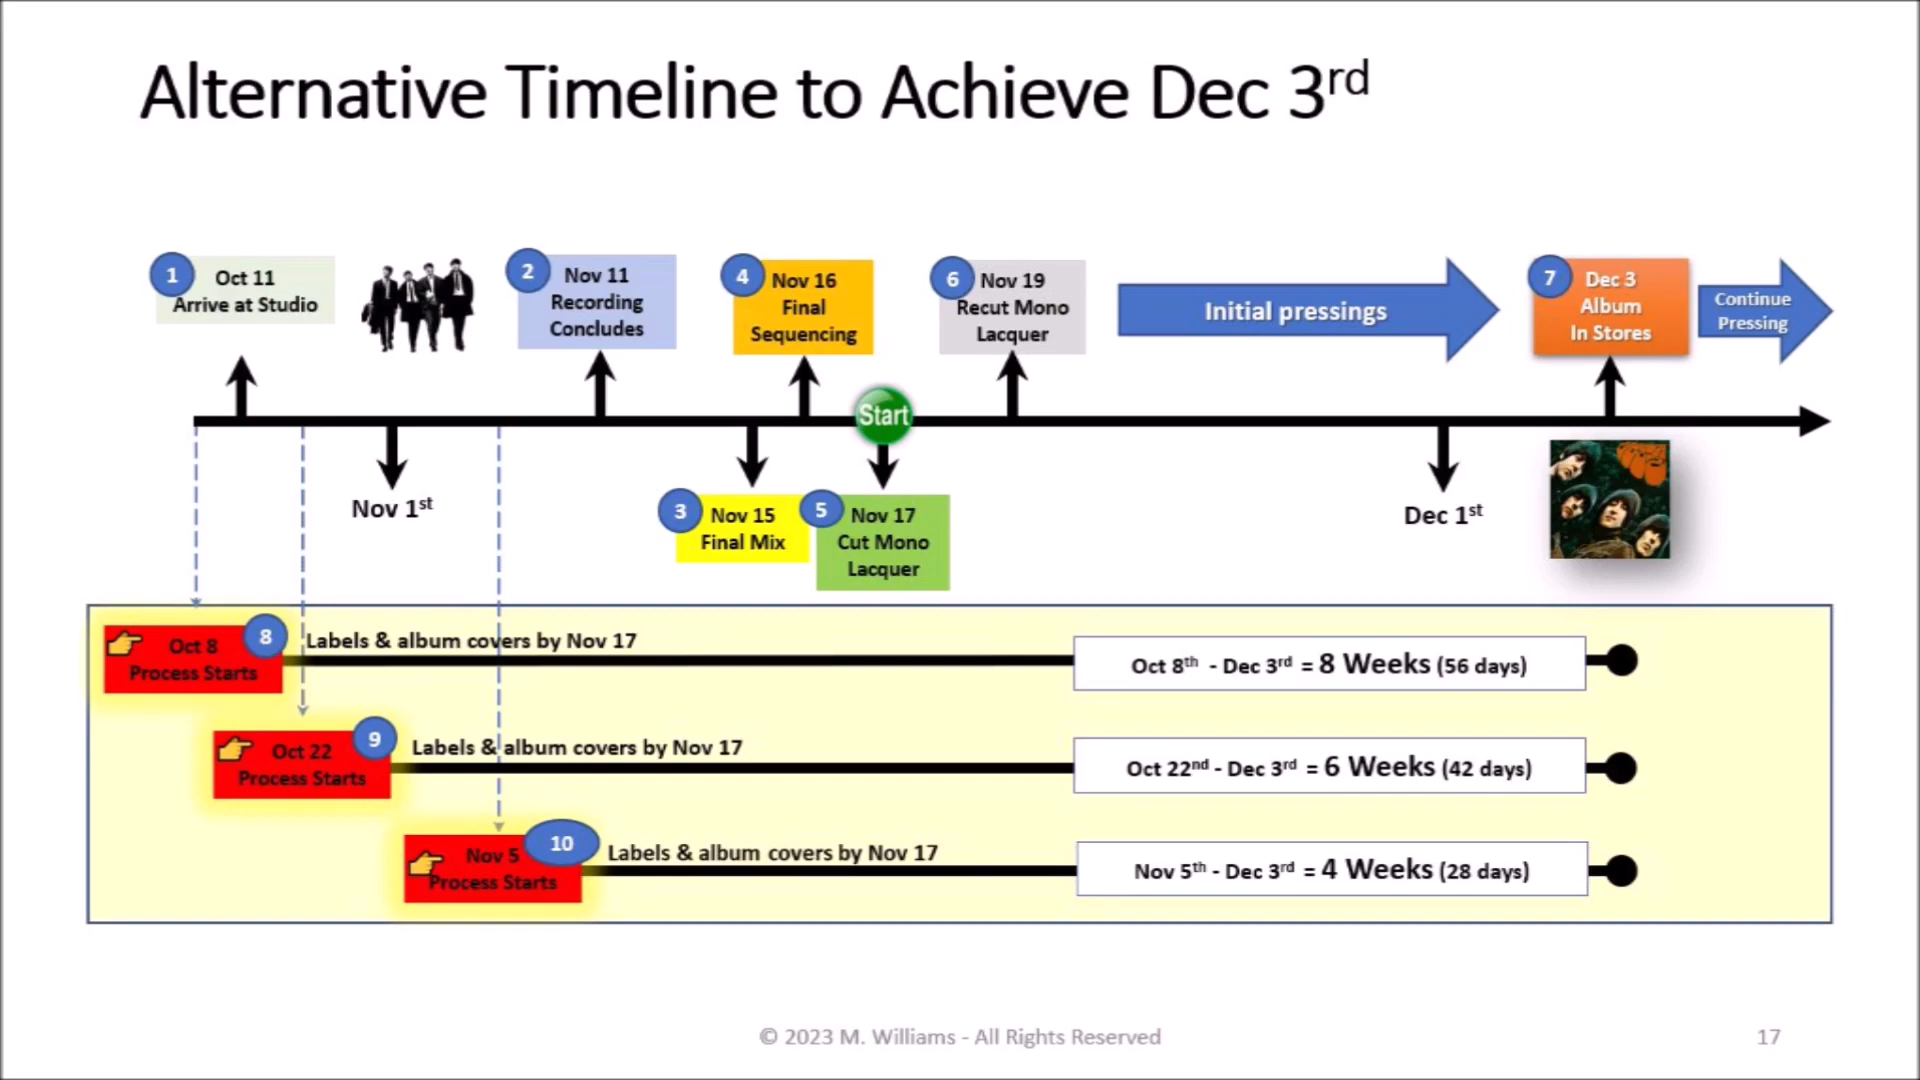 Alternative Timeline to Achieve Dec 3rd
1
Oct 11
Arrive at Studio
2
Nov 11
Recording
Concludes
4
Nov 16
Final
Sequencing
6
Nov 19
Recut Mono
Lacquer
Initial pressings
7
Dec 3
Album
In Stores
Continue
Pressing
Start
Nov 1st
3
Nov 15
Final Mix
5
Nov 17
Cut Mono
Lacquer
Dec 1st
8
Oct 8
Process Starts
Labels & album covers by Nov 17
Oct 8th - Dec 3rd = 8 Weeks (56 days)
9
Oct 22
Process Starts
Labels & album covers by Nov 17
Oct 22nd - Dec 3rd = 6 Weeks (42 days)
10
Nov 5
Process Starts
Labels & album covers by Nov 17
Nov 5th - Dec 3rd = 4 Weeks (28 days)
© 2023 M. Williams - All Rights Reserved
17